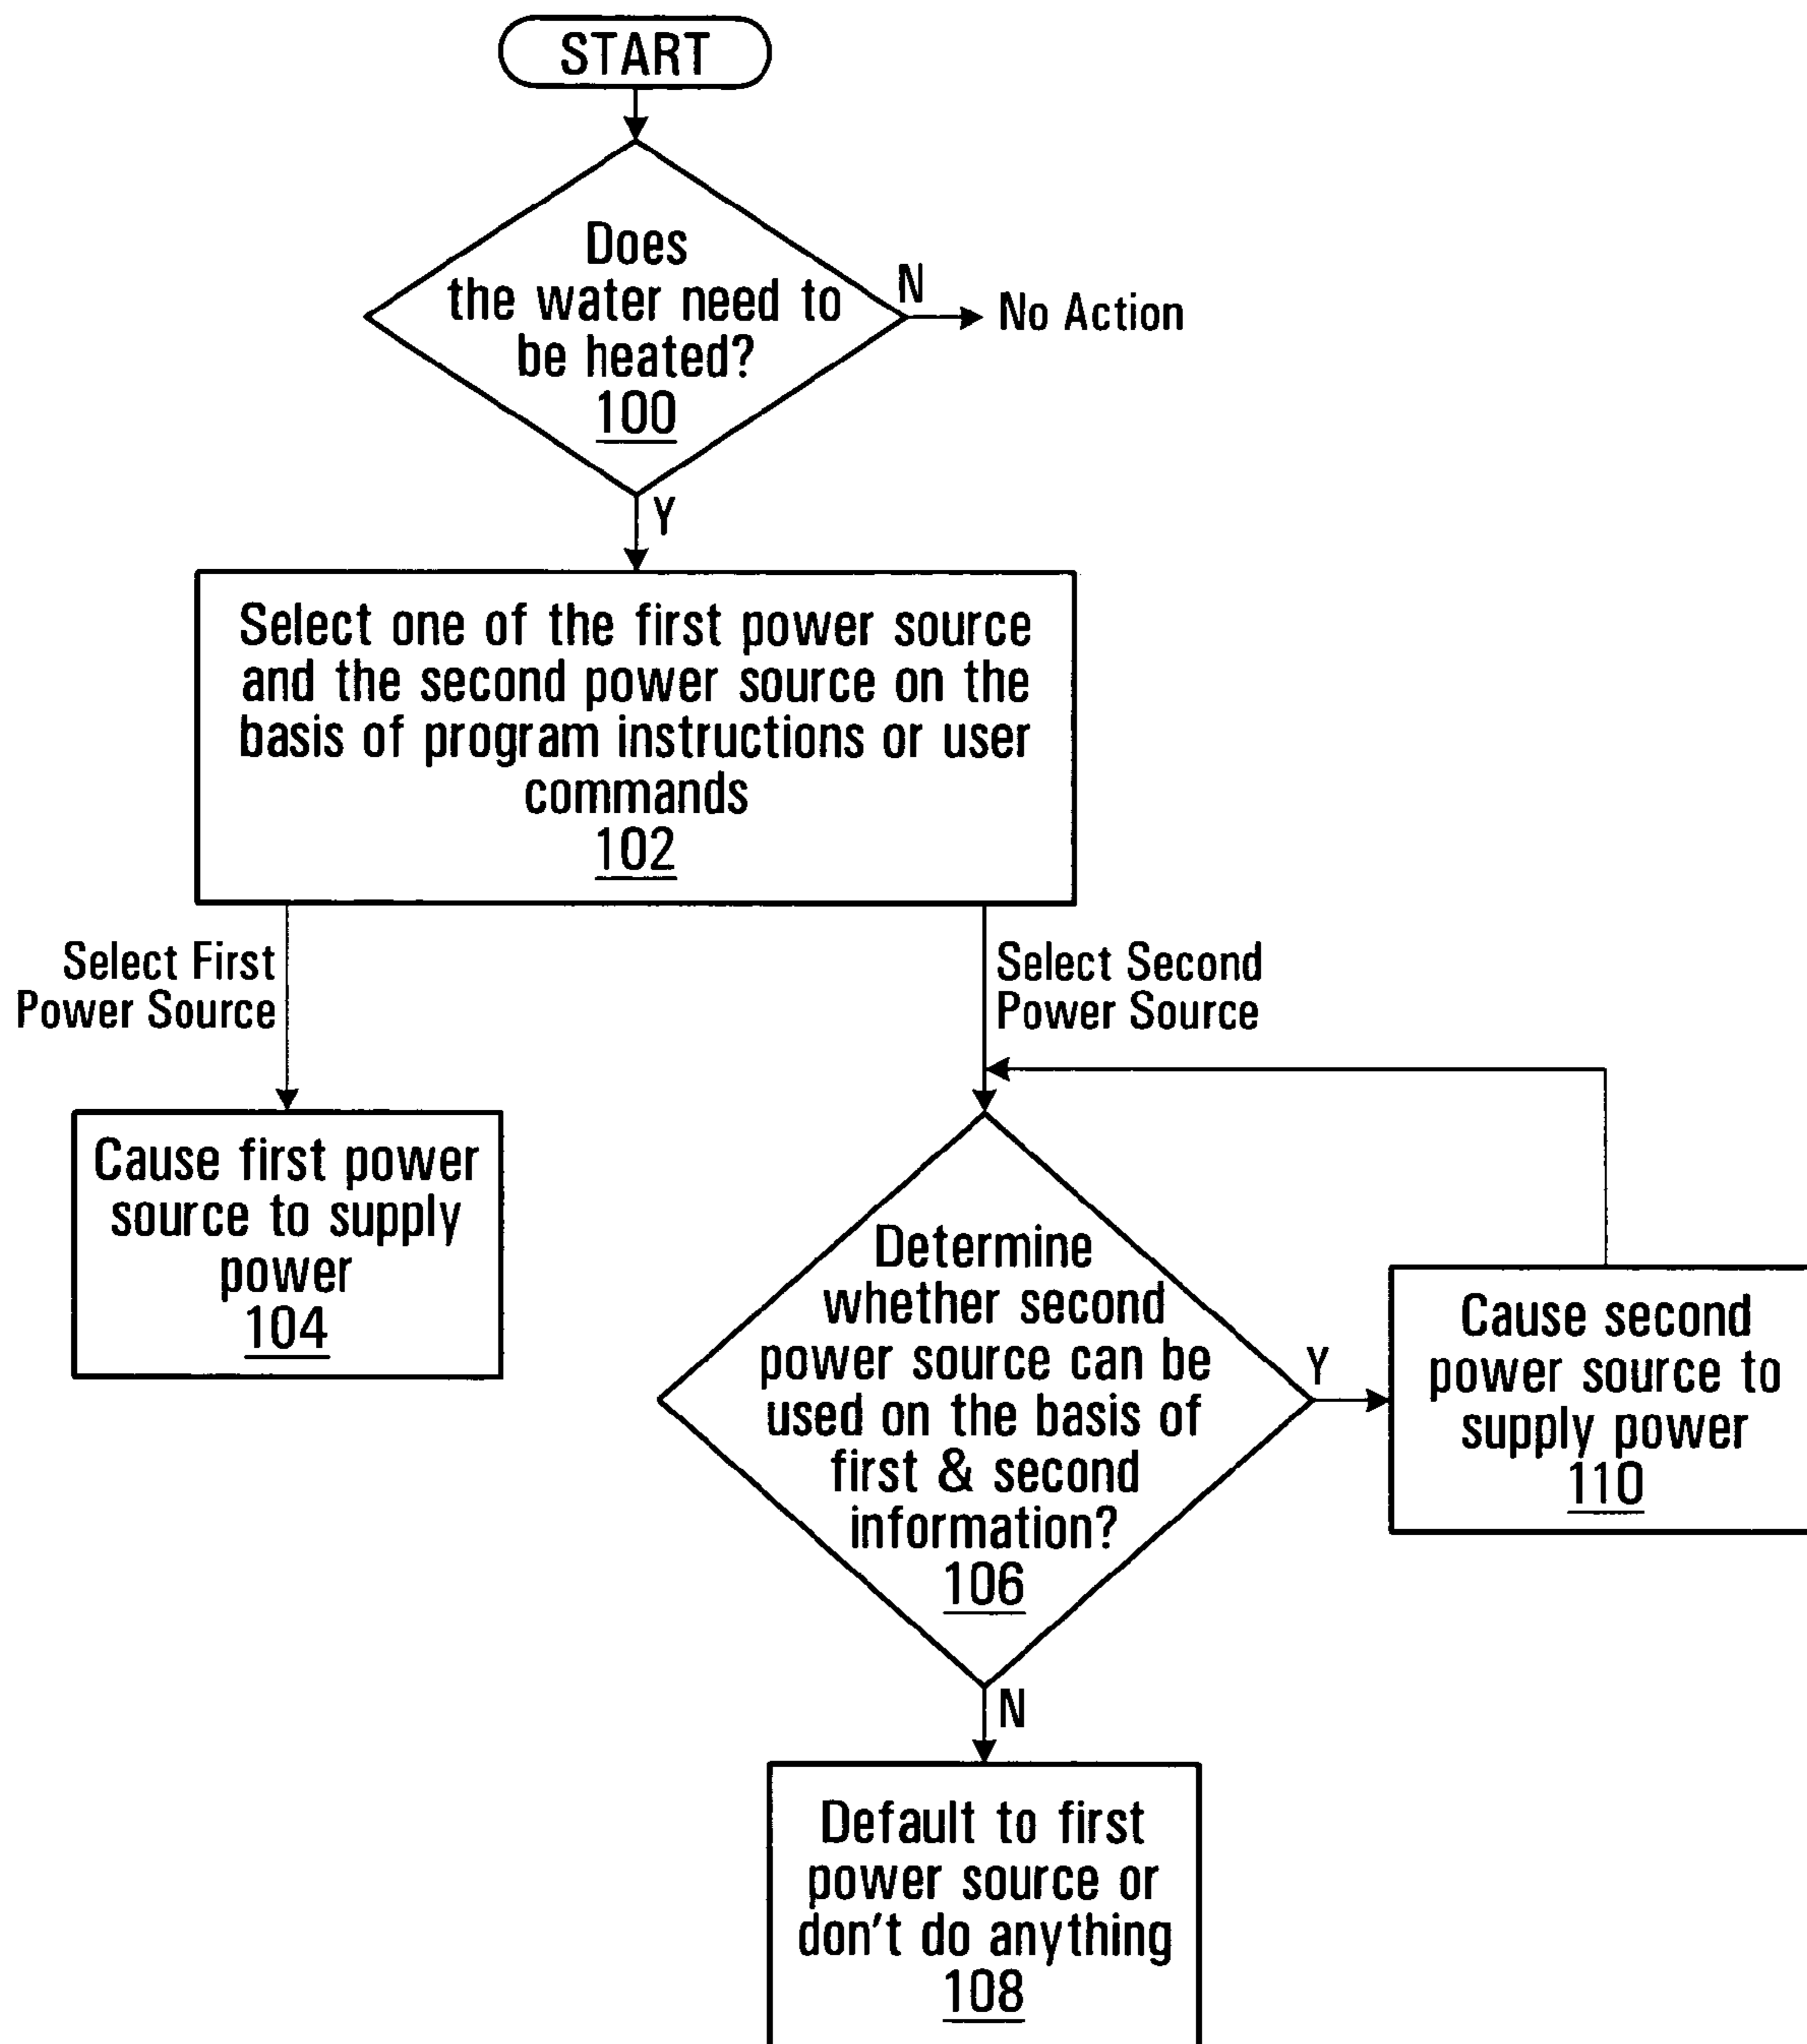 START
Does
the water need to
be heated?
100
N
No Action
Y
Select one of the first power source
and the second power source on the
basis of program instructions or user
commands
102
Select First
Power Source
Select Second
Power Source
Cause first power
source to supply
power
104
Determine
whether second
power source can be
used on the basis of
first & second
information?
106
Y
Cause second
power source to
supply power
110
N
Default to first
power source or
don't do anything
108